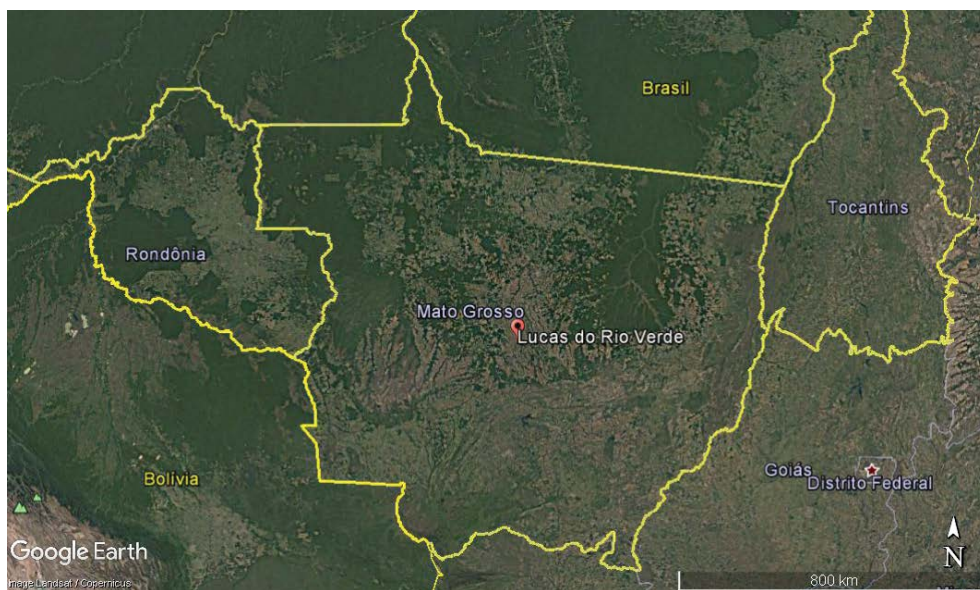 Brasil
Tocantins
Rondônia
Mato Grosso
Lucas do Rio Verde
Bolívia
Goiás
Distrito Federal
Google Earth
N
Image Landsat / Copernicus
800 km